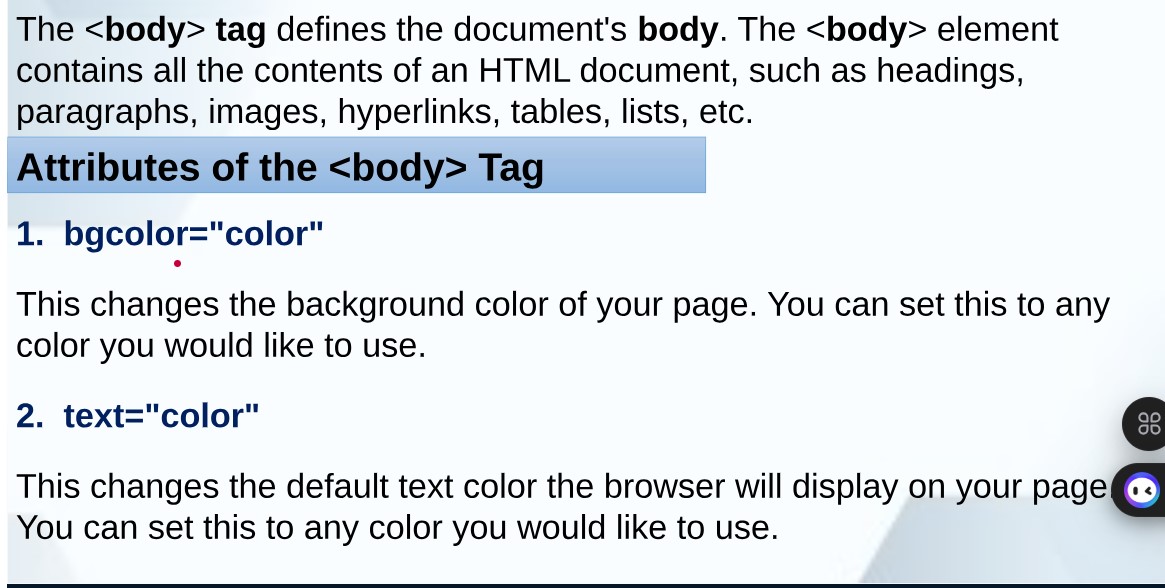 The <body> tag defines the document's body. The <body> element
contains all the contents of an HTML document, such as headings,
paragraphs, images, hyperlinks, tables, lists, etc.
Attributes of the <body> Tag
1. bgcolor="color"
This changes the background color of your page. You can set this to any
color you would like to use.
2. text="color"
This changes the default text color the browser will display on your page.
You can set this to any color you would like to use.